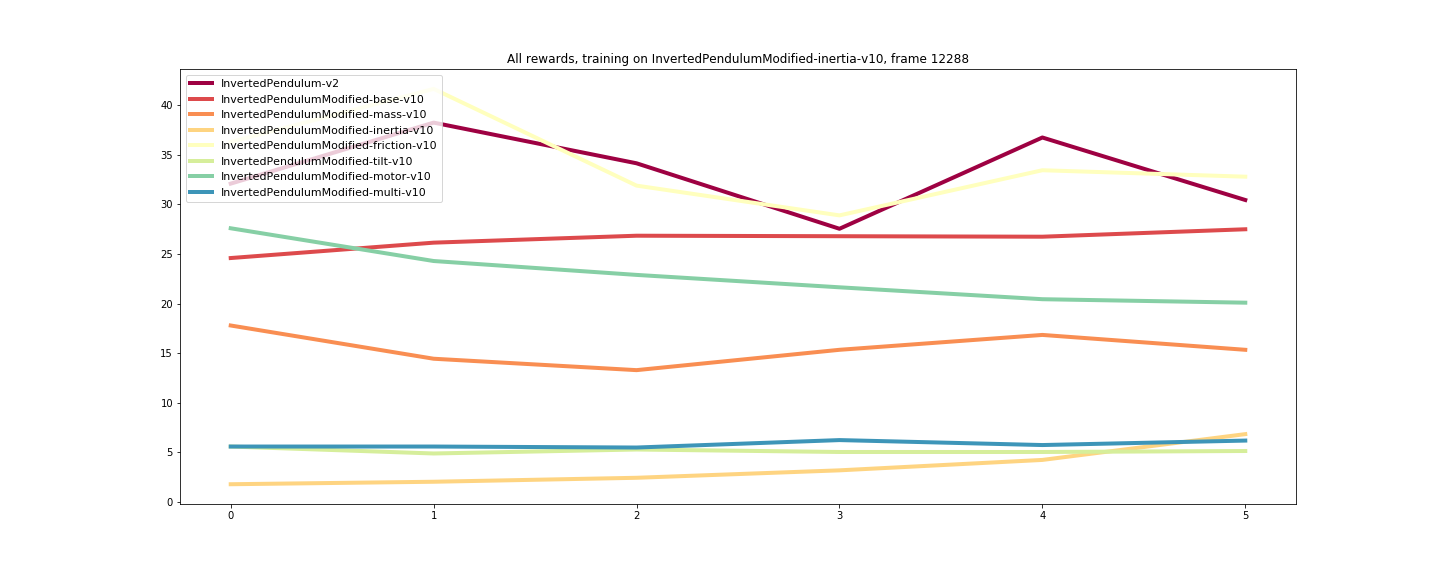 All rewards, training on InvertedPendulumModified-inertia-v10, frame 12288
InvertedPendulum-v2
InvertedPendulumModified-base-v10
InvertedPendulumModified-mass-v10
InvertedPendulumModified-inertia-v10
InvertedPendulumModified-friction-v10
InvertedPendulumModified-tilt-v10
InvertedPendulumModified-motor-v10
InvertedPendulumModified-multi-v10
40
35
30
25
20
15
10
5
0
0 1 2 3 4 5